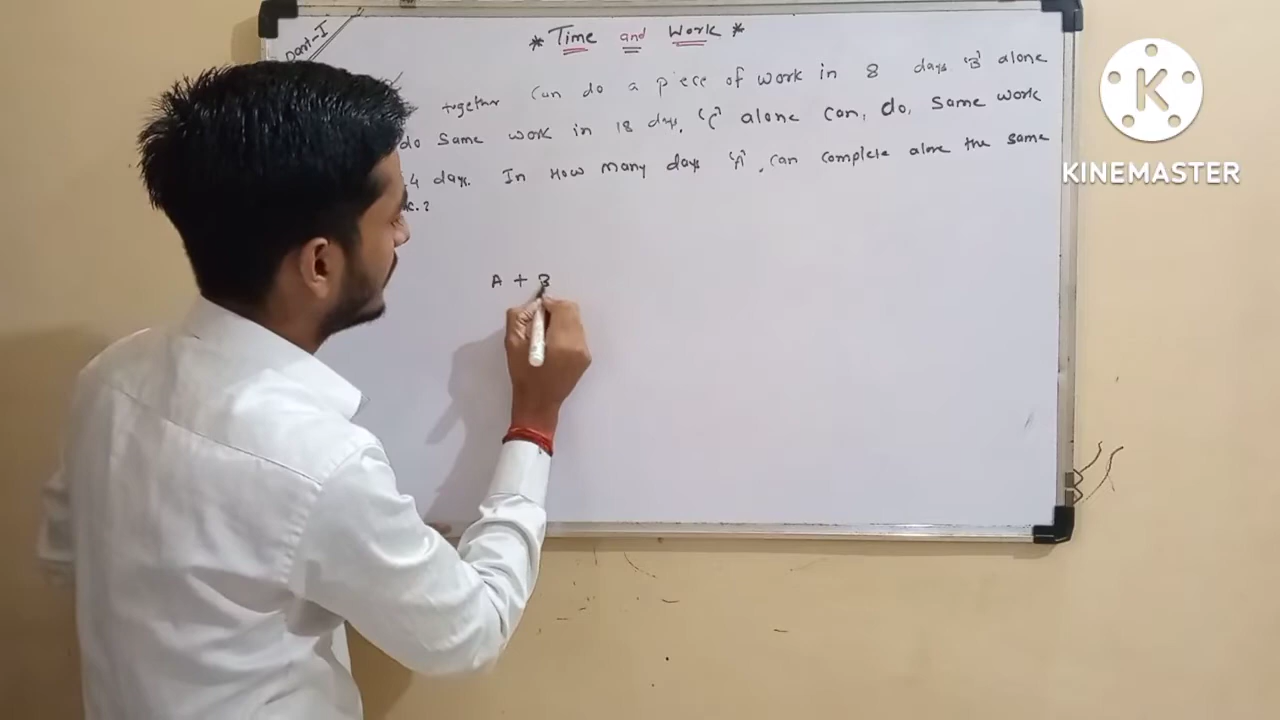 Part-I
* Time and Work *
together Can do a piece of work in 8 days 'B' alone
do Same work in 18 days. 'C' alone Can, do, Same work
4 days. In How many days 'A', can complete alone the same
k.?
A + B
K
KINEMASTER